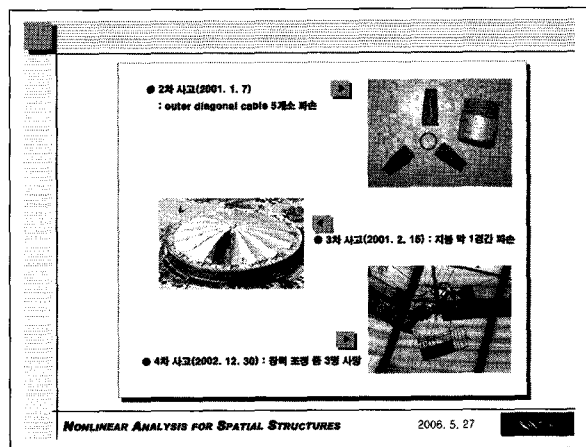 ● 2차 사고(2001. 1. 7)
: outer diagonal cable 5개소 파손
● 3차 사고(2001. 2. 15) : 지붕 막 1경간 파손
● 4차 사고(2002. 12. 30) : 장력 조정 중 3명 사망
NONLINEAR ANALYSIS FOR SPATIAL STRUCTURES
2006. 5. 27